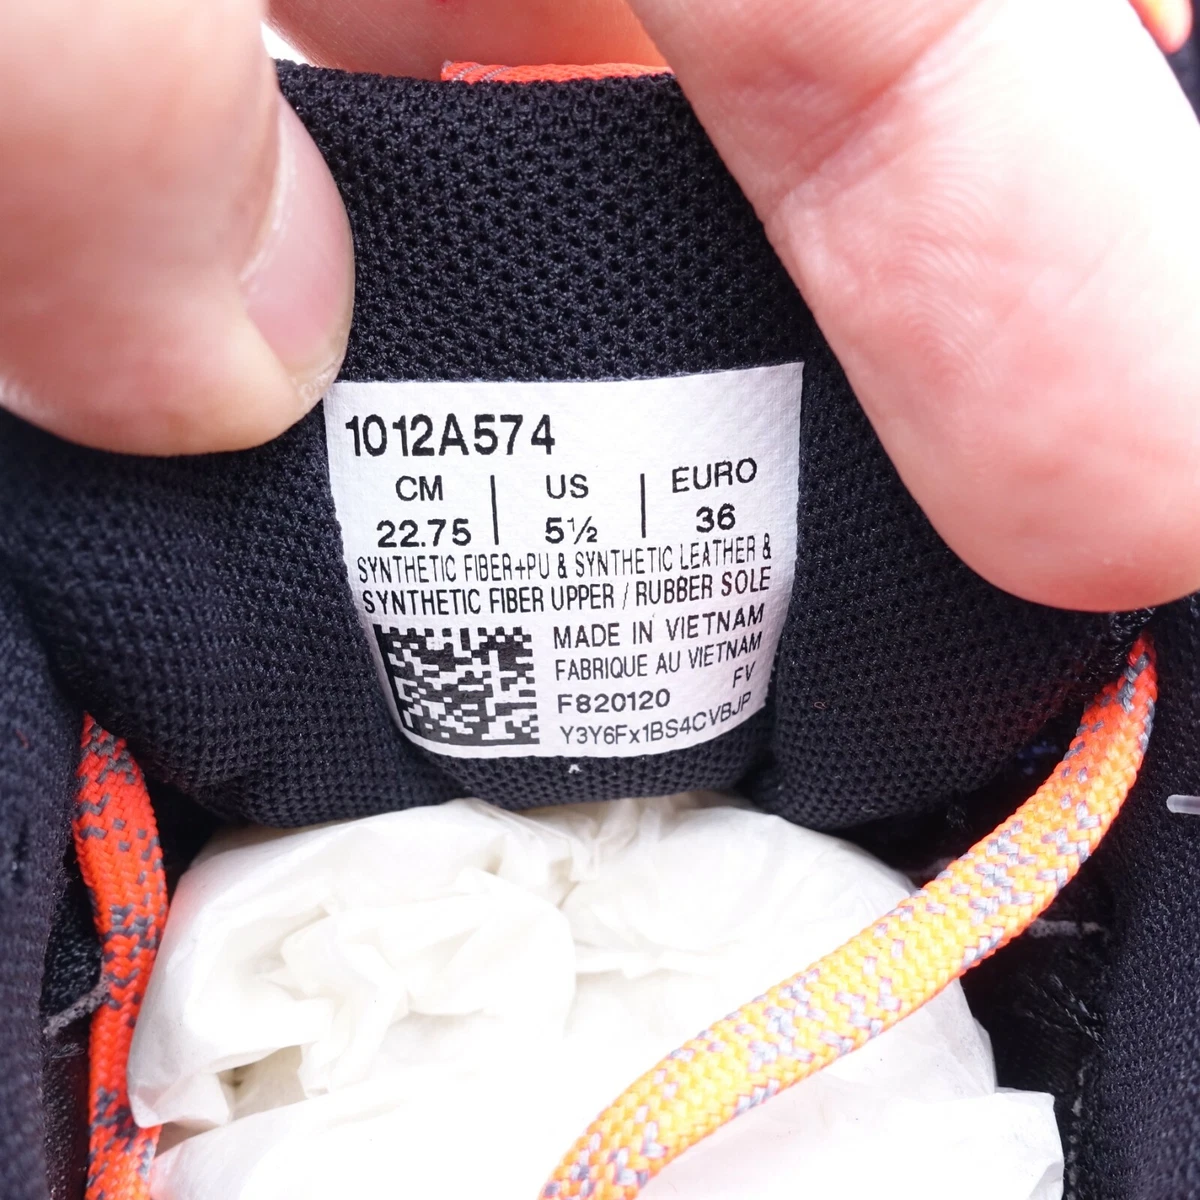 1012A574
CM | US | EURO
22.75 | 5½ | 36
SYNTHETIC FIBER+PU & SYNTHETIC LEATHER &
SYNTHETIC FIBER UPPER / RUBBER SOLE
MADE IN VIETNAM
FABRIQUE AU VIETNAM
FV
F820120
Y3Y6Fx1BS4CVBJP